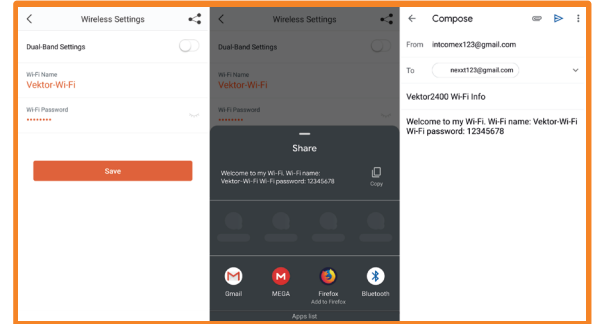 Wireless Settings
Dual-Band Settings
Wi-Fi Name
Vektor-Wi-Fi
Wi-Fi Password
••••••••
Save
Wireless Settings
Dual-Band Settings
Wi-Fi Name
Vektor-Wi-Fi
Wi-Fi Password
••••••••
Share
Welcome to my Wi-Fi. Wi-Fi name:
Vektor-Wi-Fi Wi-Fi password: 12345678
Copy
Gmail
MEGA
Firefox
Add to Firefox
Bluetooth
Apps list
Compose
From intcomex123@gmail.com
To nexxt123@gmail.com
Vektor2400 Wi-Fi Info
Welcome to my Wi-Fi. Wi-Fi name: Vektor-Wi-Fi
Wi-Fi password: 12345678